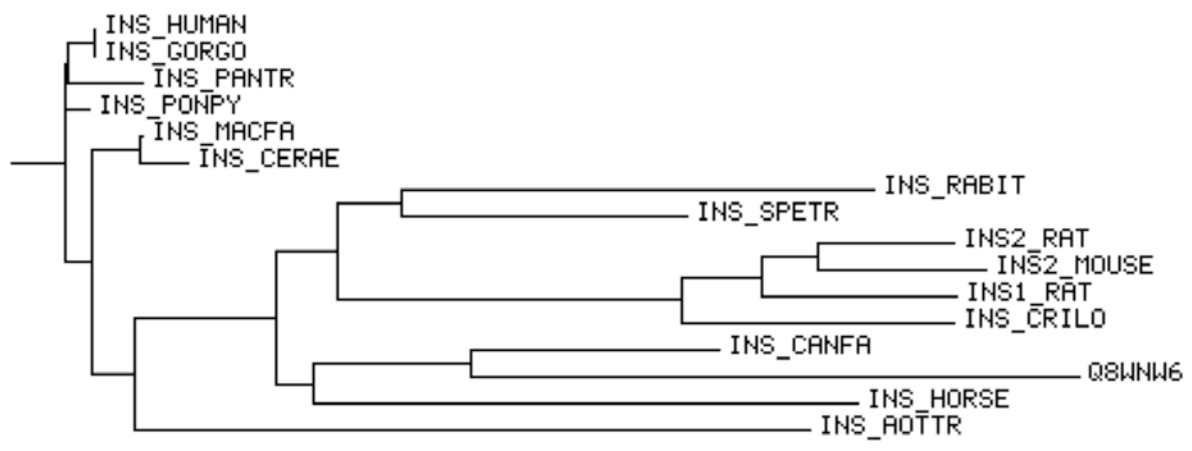 INS_HUMAN
INS_GORGO
INS_PANTR
INS_PONPY
INS_MACFA
INS_CERAE
INS_RABIT
INS_SPETR
INS2_RAT
INS2_MOUSE
INS1_RAT
INS_CRILO
INS_CANFA
Q8WNW6
INS_HORSE
INS_AOTTR